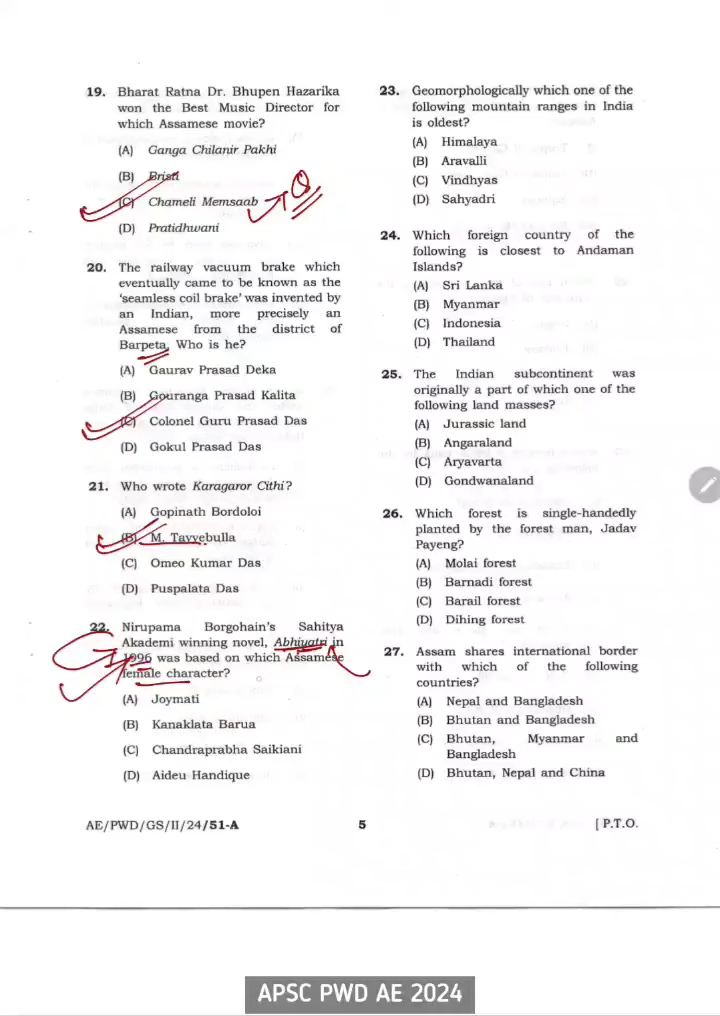 19. Bharat Ratna Dr. Bhupen Hazarika
won the Best Music Director for
which Assamese movie?
(A) Ganga Chilanir Pakhi
(B) Bristi
(C) Chameli Memsaab
(D) Pratidhwani
20. The railway vacuum brake which
eventually came to be known as the
‘seamless coil brake’ was invented by
an Indian, more precisely an
Assamese from the district of
Barpeta. Who is he?
(A) Gaurav Prasad Deka
(B) Gouranga Prasad Kalita
(C) Colonel Guru Prasad Das
(D) Gokul Prasad Das
21. Who wrote Karagaror Cithi?
(A) Gopinath Bordoloi
(B) M. Tayyebulla
(C) Omeo Kumar Das
(D) Puspalata Das
22. Nirupama Borgohain's Sahitya
Akademi winning novel, Abhiyatri in
1996 was based on which Assamese
female character?
(A) Joymati
(B) Kanaklata Barua
(C) Chandraprabha Saikiani
(D) Aideu Handique
23. Geomorphologically which one of the
following mountain ranges in India
is oldest?
(A) Himalaya
(B) Aravalli
(C) Vindhyas
(D) Sahyadri
24. Which foreign country of the
following is closest to Andaman
Islands?
(A) Sri Lanka
(B) Myanmar
(C) Indonesia
(D) Thailand
25. The Indian subcontinent was
originally a part of which one of the
following land masses?
(A) Jurassic land
(B) Angaraland
(C) Aryavarta
(D) Gondwanaland
26. Which forest is single-handedly
planted by the forest man, Jadav
Payeng?
(A) Molai forest
(B) Barnadi forest
(C) Barail forest
(D) Dihing forest
27. Assam shares international border
with which of the following
countries?
(A) Nepal and Bangladesh
(B) Bhutan and Bangladesh
(C) Bhutan, Myanmar and
Bangladesh
(D) Bhutan, Nepal and China
AE/PWD/GS/II/24/51-A
5
[ P.T.O.
APSC PWD AE 2024